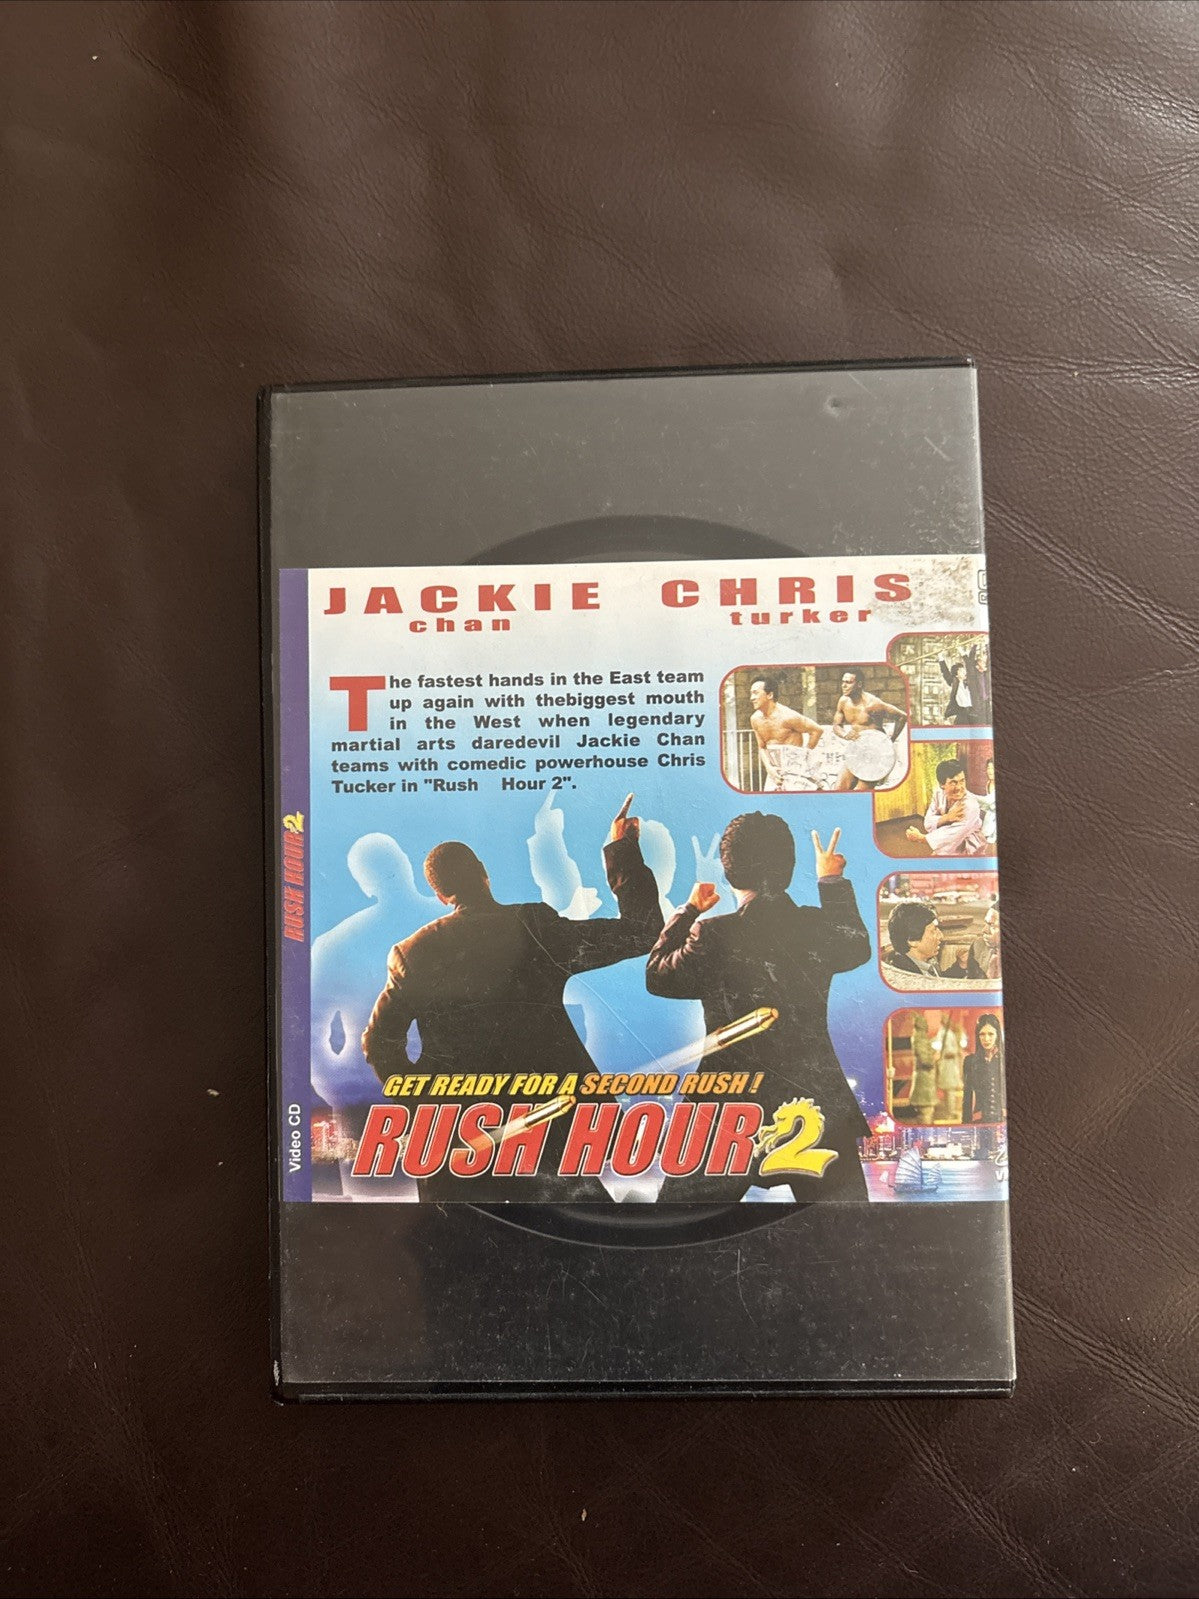 JACKIE CHRIS
chan turker
The fastest hands in the East team
up again with thebiggest mouth
in the West when legendary
martial arts daredevil Jackie Chan
teams with comedic powerhouse Chris
Tucker in "Rush Hour 2".
RUSH HOUR 2
Video CD
GET READY FOR A SECOND RUSH !
RUSH HOUR 2